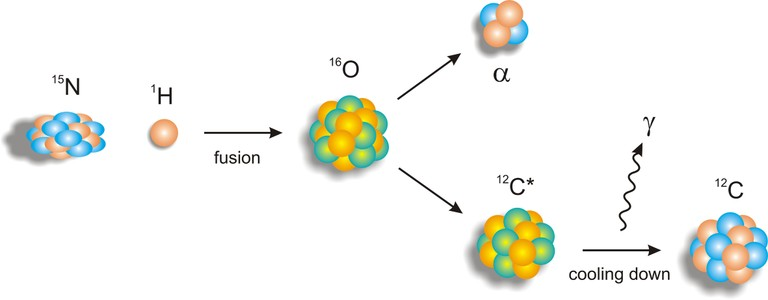 ¹⁵N
¹H
fusion
¹⁶O
α
¹²C*
γ
cooling down
¹²C